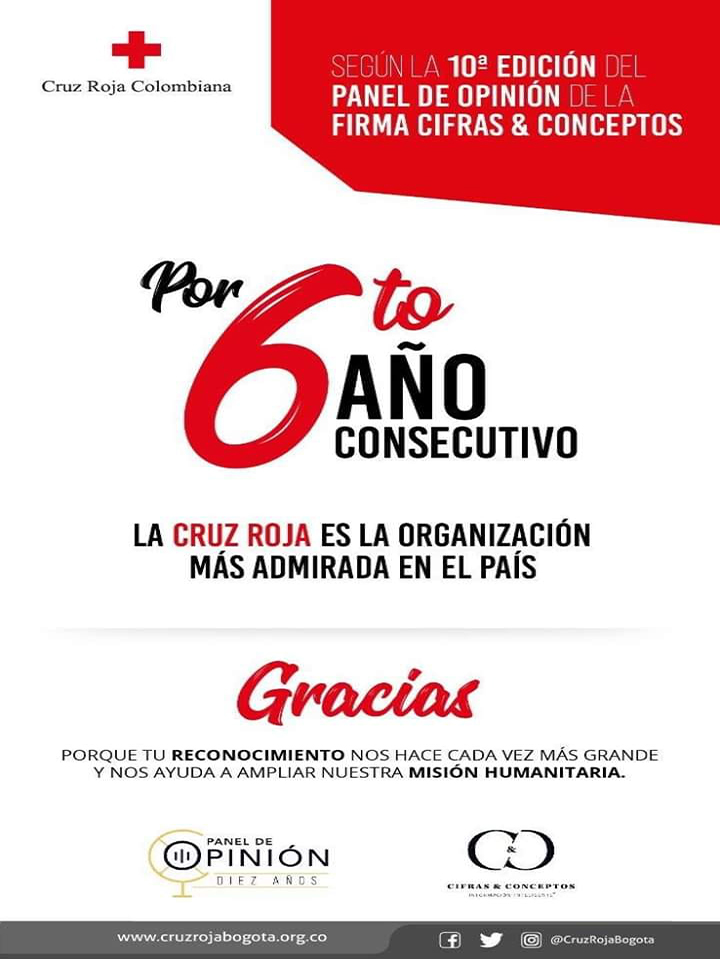 Cruz Roja Colombiana
SEGÚN LA 10ª EDICIÓN DEL
PANEL DE OPINIÓN DE LA
FIRMA CIFRAS & CONCEPTOS
Por 6to
AÑO
CONSECUTIVO
LA CRUZ ROJA ES LA ORGANIZACIÓN
MÁS ADMIRADA EN EL PAÍS
Gracias
PORQUE TU RECONOCIMIENTO NOS HACE CADA VEZ MÁS GRANDE
Y NOS AYUDA A AMPLIAR NUESTRA MISIÓN HUMANITARIA.
PANEL DE
OPINIÓN
DIEZ AÑOS
C&C
CIFRAS & CONCEPTOS
INFORMACIÓN INTELIGENTE
www.cruzrojabogota.org.co
@CruzRojaBogota